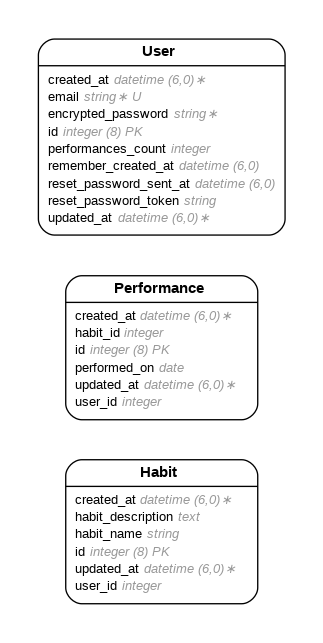 User
created_at datetime (6,0)∗
email string∗ U
encrypted_password string∗
id integer (8) PK
performances_count integer
remember_created_at datetime (6,0)
reset_password_sent_at datetime (6,0)
reset_password_token string
updated_at datetime (6,0)∗
Performance
created_at datetime (6,0)∗
habit_id integer
id integer (8) PK
performed_on date
updated_at datetime (6,0)∗
user_id integer
Habit
created_at datetime (6,0)∗
habit_description text
habit_name string
id integer (8) PK
updated_at datetime (6,0)∗
user_id integer